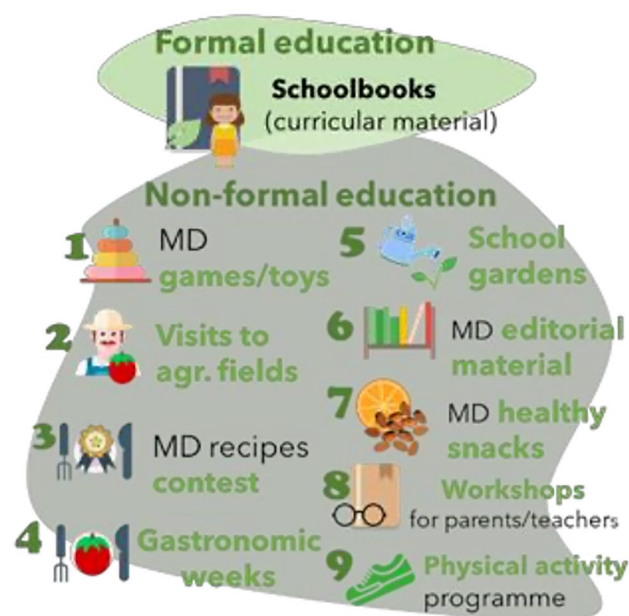 Formal education
Schoolbooks
(curricular material)
Non-formal education
1 MD
games/toys
2 Visits to
agr. fields
3 MD recipes
contest
4 Gastronomic
weeks
5 School
gardens
6 MD editorial
material
7 MD healthy
snacks
8 Workshops
for parents/teachers
9 Physical activity
programme